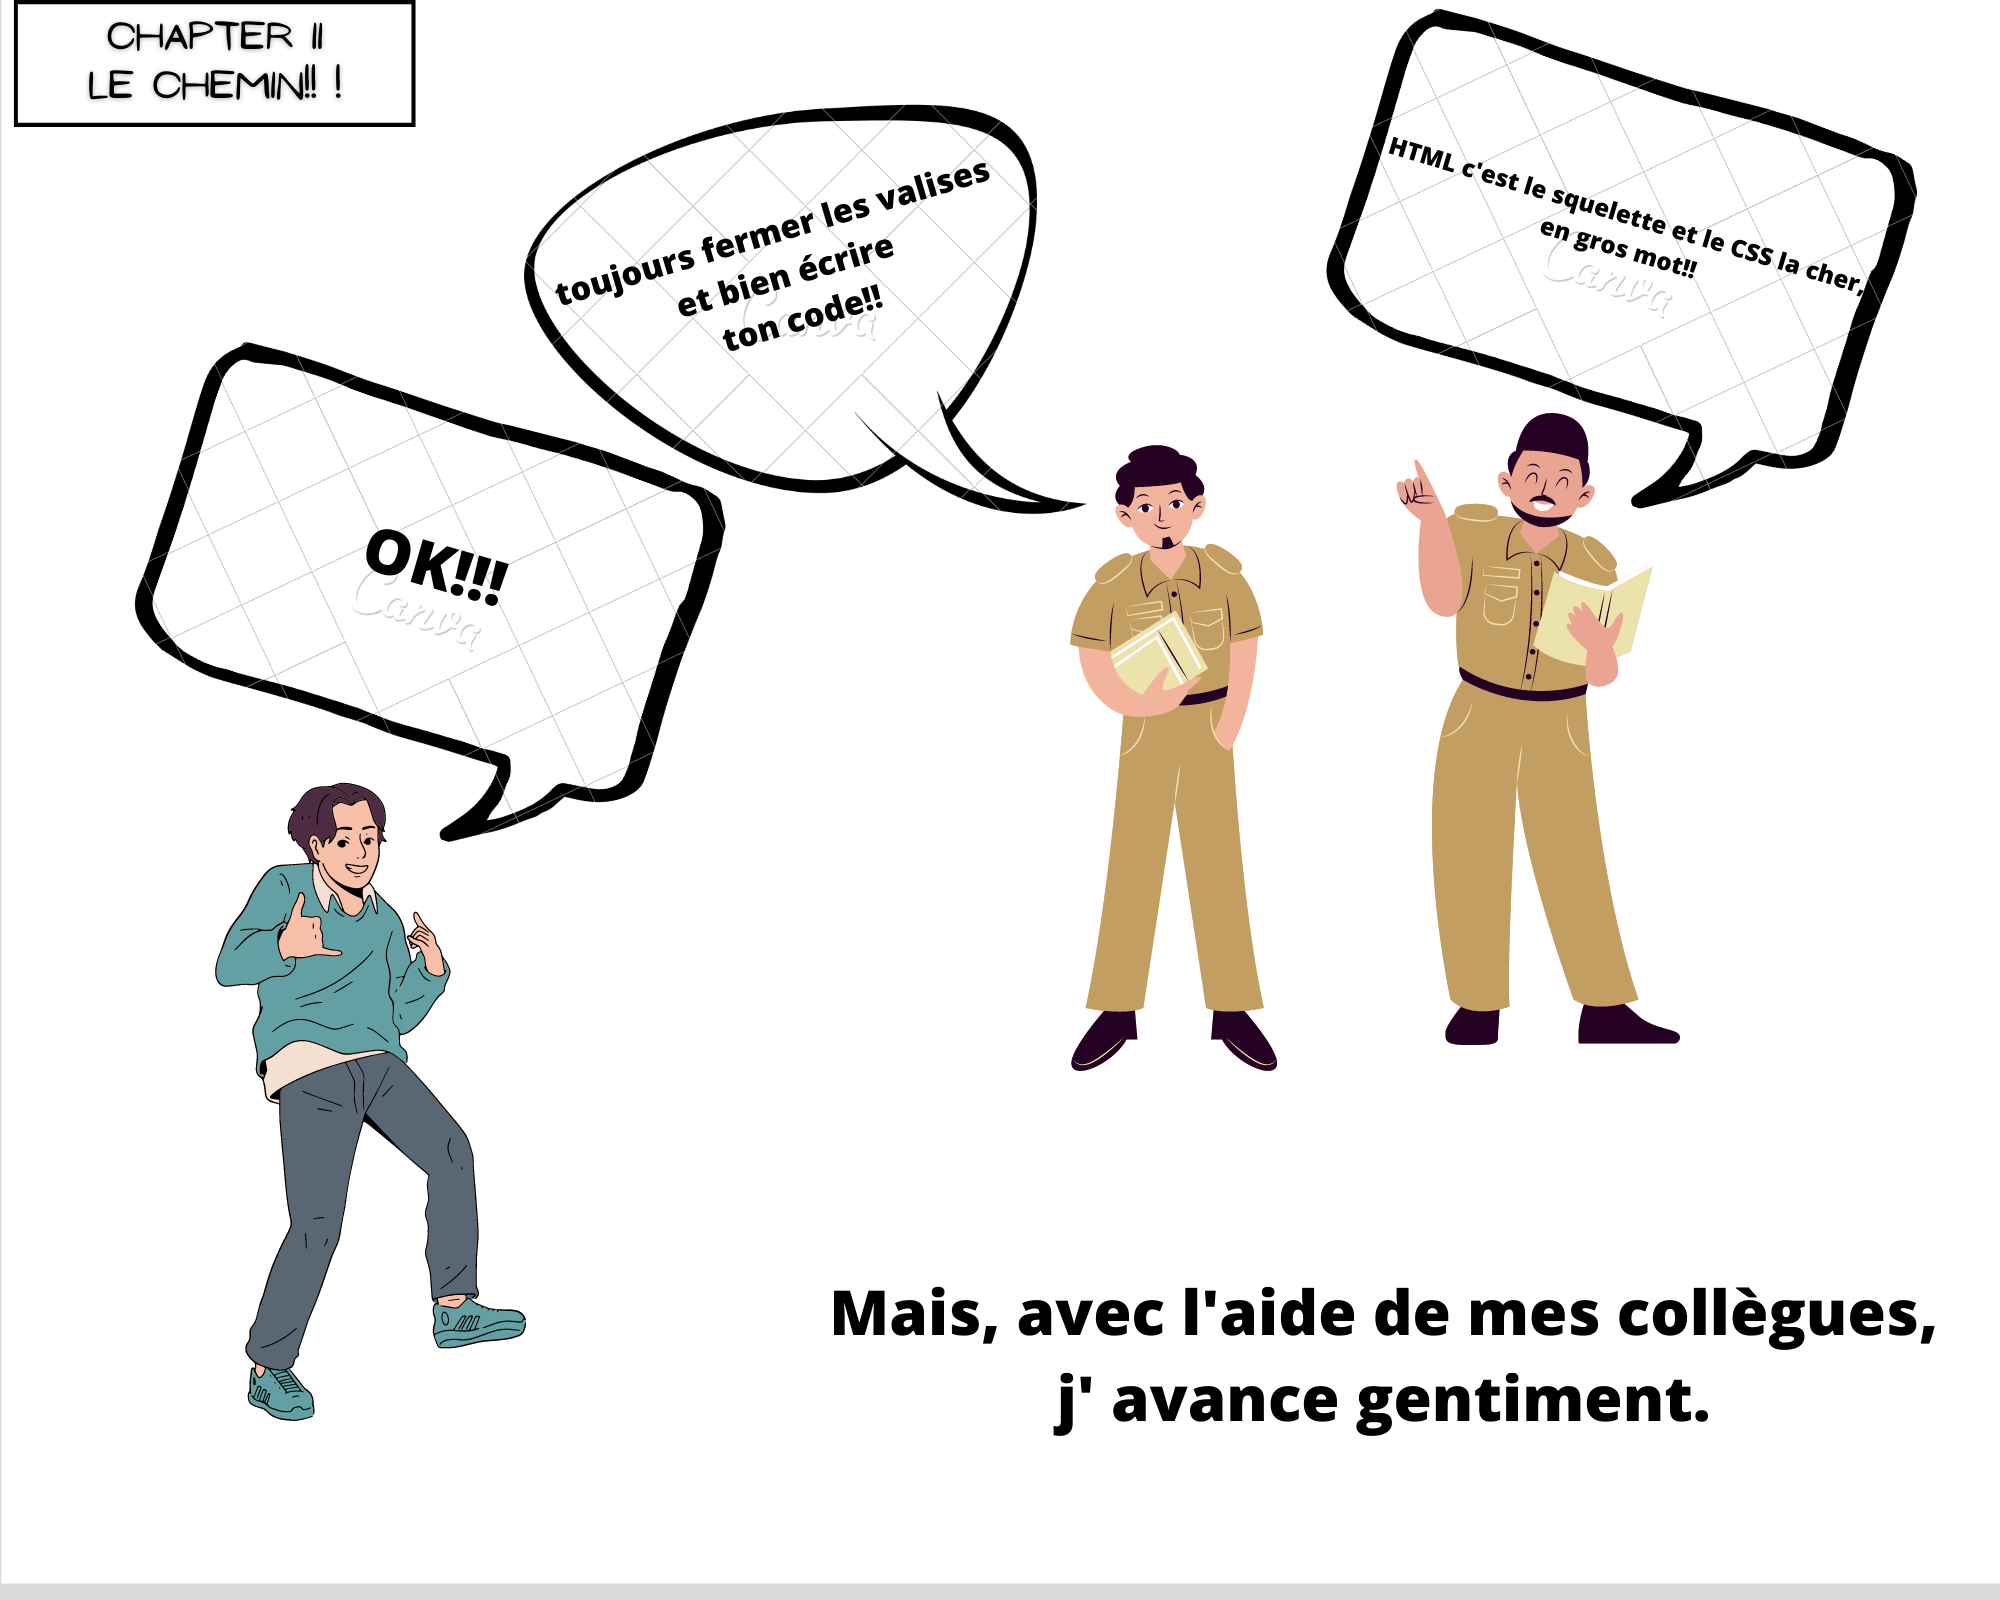 CHAPTER II
LE CHEMIN!!! !
toujours fermer les valises
et bien écrire
ton code!!
Canva
HTML c'est le squelette et le CSS la cher,
en gros mot!!
Canva
OK!!!
Canva
Mais, avec l'aide de mes collègues,
j' avance gentiment.